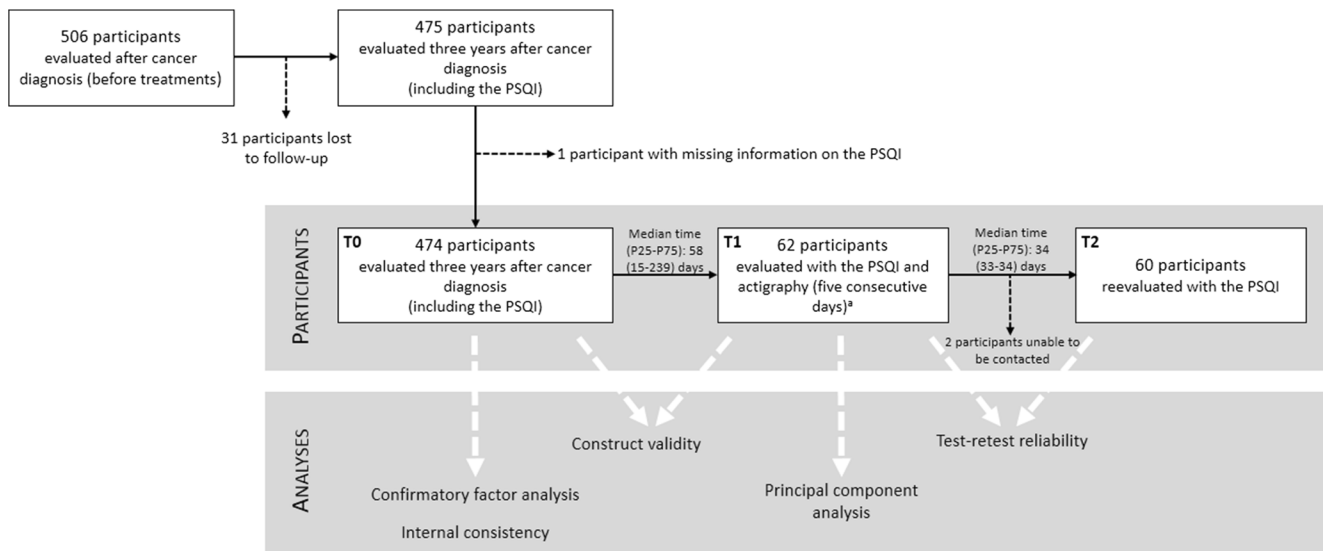 506 participants
evaluated after cancer
diagnosis (before treatments)
475 participants
evaluated three years after cancer
diagnosis
(including the PSQI)
31 participants lost
to follow-up
1 participant with missing information on the PSQI
PARTICIPANTS
T0
474 participants
evaluated three years after cancer
diagnosis
(including the PSQI)
Median time
(P25-P75): 58
(15-239) days
T1
62 participants
evaluated with the PSQI and
actigraphy (five consecutive
days)ᵃ
Median time
(P25-P75): 34
(33-34) days
T2
60 participants
reevaluated with the PSQI
2 participants unable to
be contacted
ANALYSES
Construct validity
Test-retest reliability
Confirmatory factor analysis
Internal consistency
Principal component
analysis